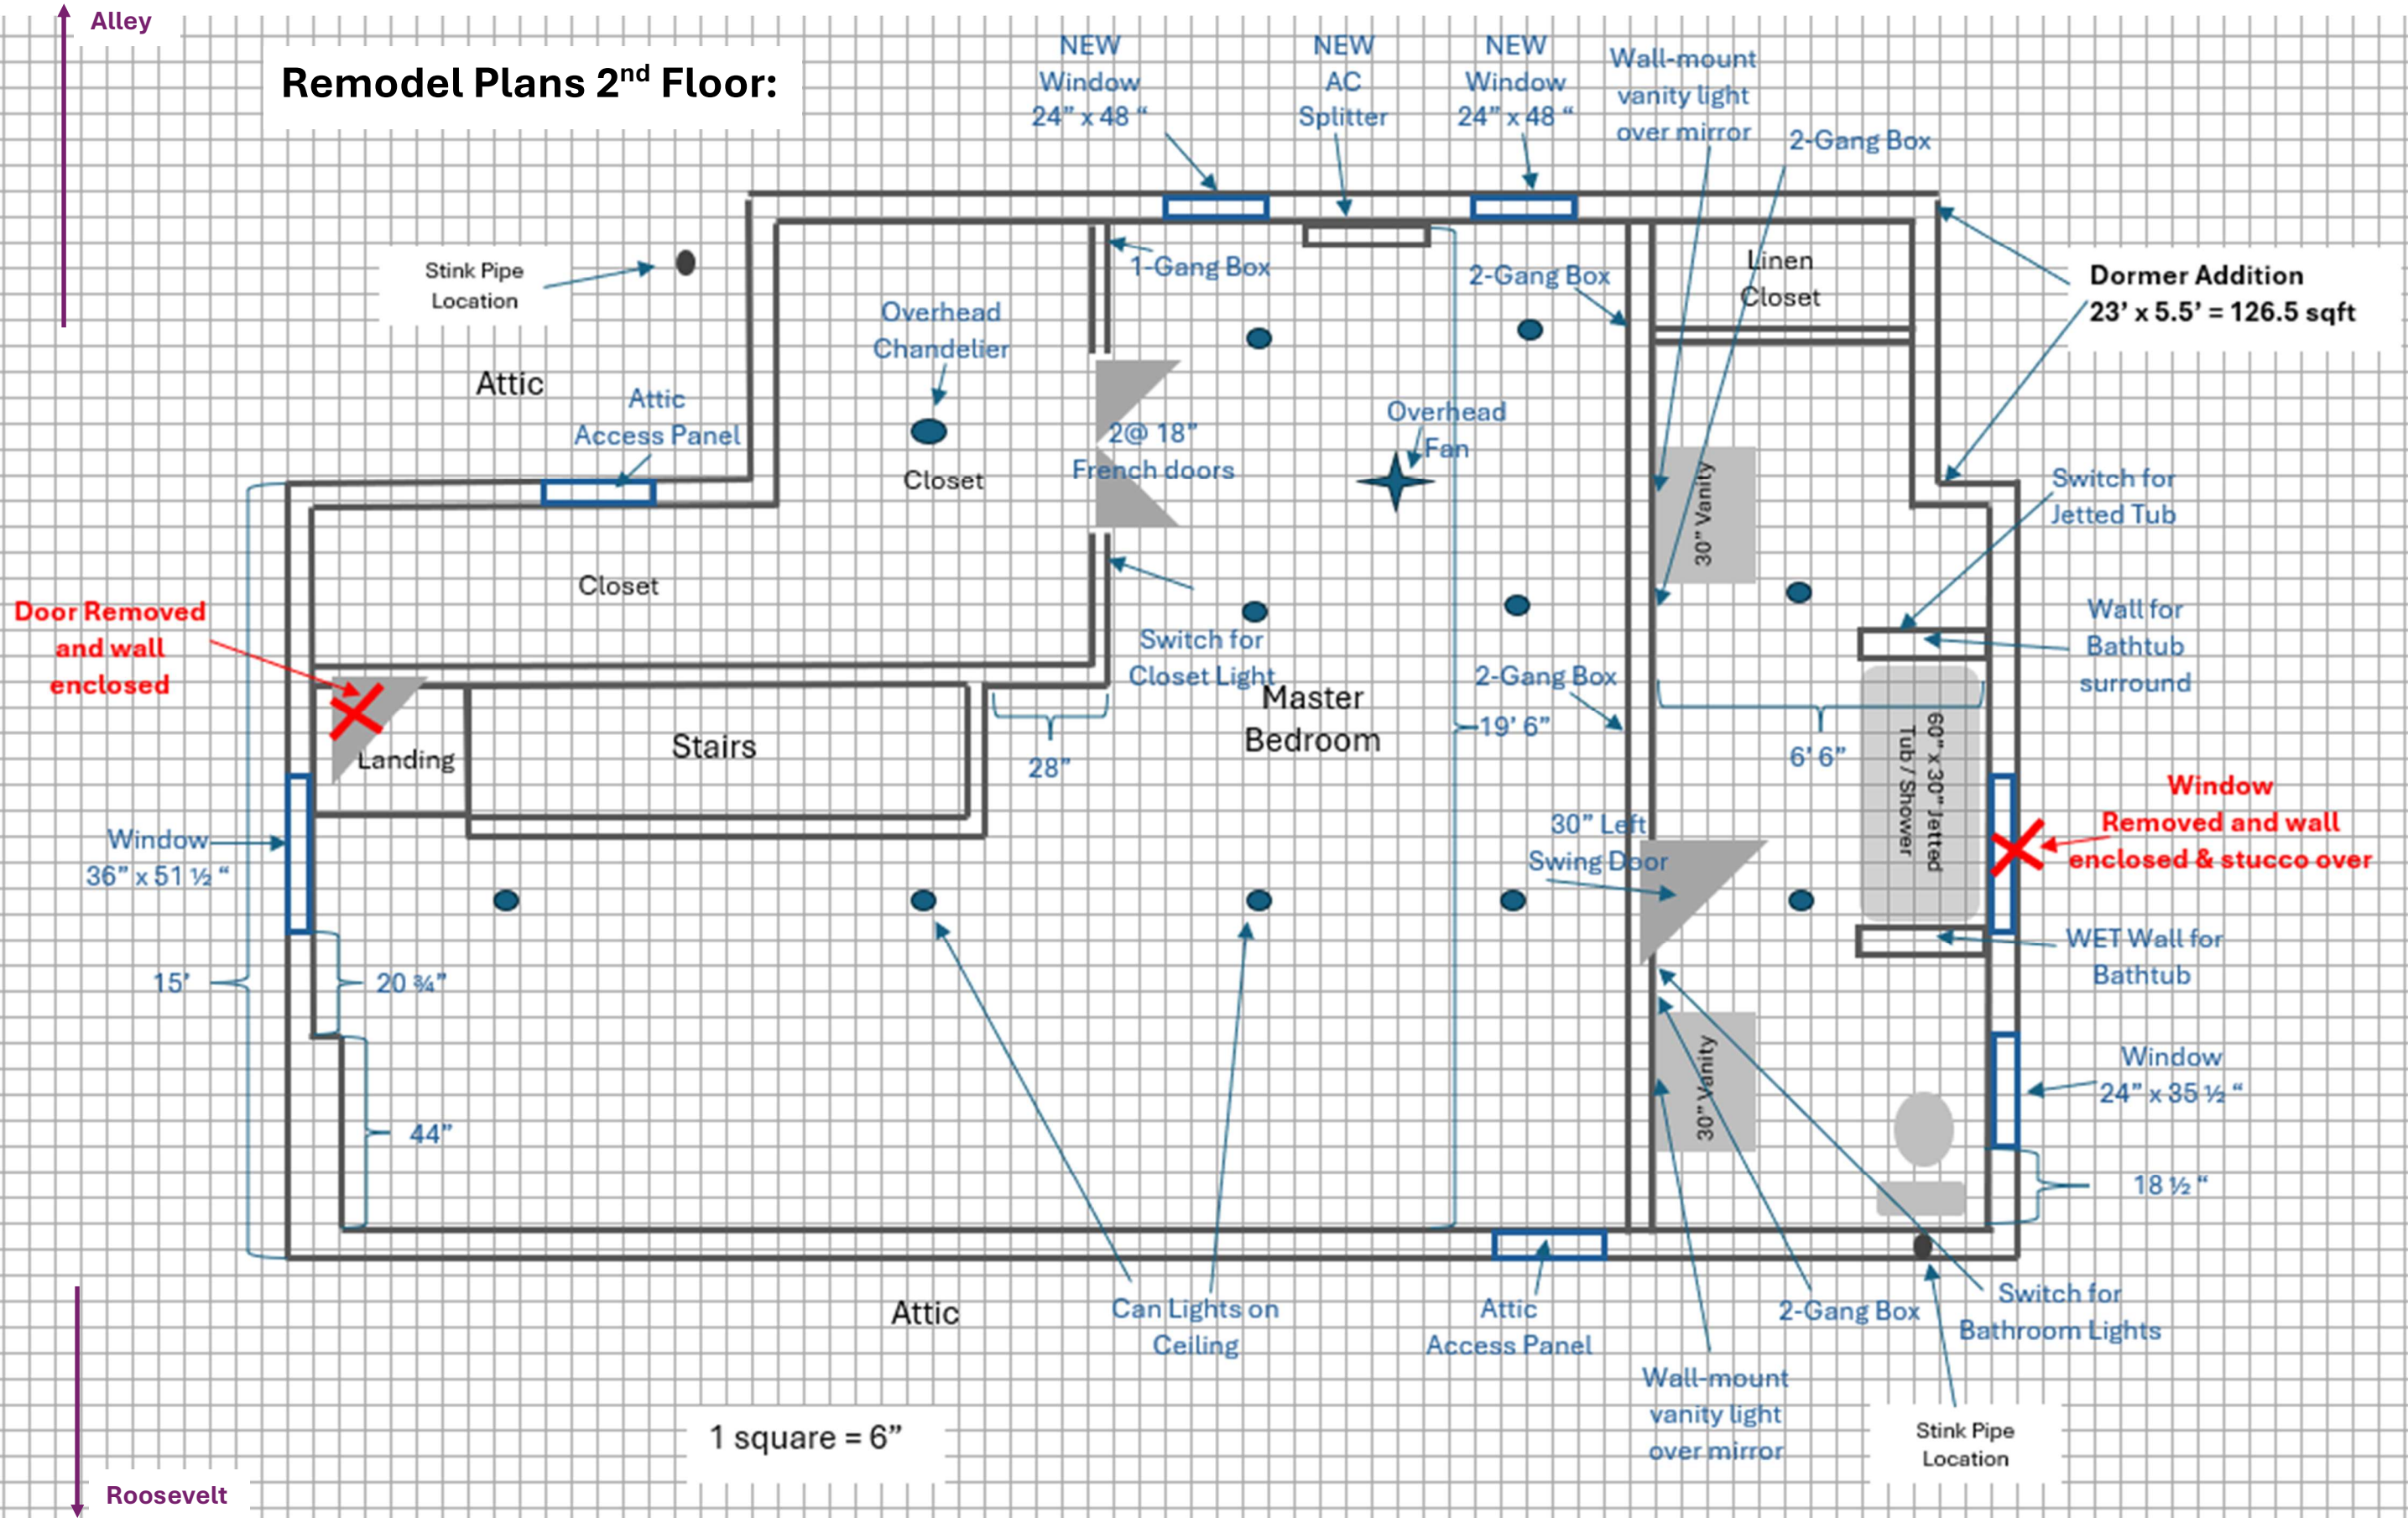 Alley
Remodel Plans 2nd Floor:
NEW
Window
24” x 48 “
NEW
AC
Splitter
NEW
Window
24” x 48 “
Wall-mount
vanity light
over mirror
2-Gang Box
Stink Pipe
Location
1-Gang Box
2-Gang Box
Linen
Closet
Dormer Addition
23’ x 5.5’ = 126.5 sqft
Overhead
Chandelier
Attic
Attic
Access Panel
Closet
2@ 18”
French doors
Overhead
Fan
30” Vanity
Switch for
Jetted Tub
Closet
Door Removed
and wall
enclosed
Switch for
Closet Light
2-Gang Box
Wall for
Bathtub
surround
Master
Bedroom
19’ 6”
6’ 6”
28”
Landing
Stairs
60” x 30” Jetted
Tub / Shower
Window
Removed and wall
enclosed & stucco over
Window
36” x 51 ½ “
30” Left
Swing Door
WET Wall for
Bathtub
15’
20 ¾”
44”
30” Vanity
Window
24” x 35 ½ “
18 ½ “
Attic
Can Lights on
Ceiling
Attic
Access Panel
2-Gang Box
Switch for
Bathroom Lights
Wall-mount
vanity light
over mirror
Stink Pipe
Location
1 square = 6”
Roosevelt